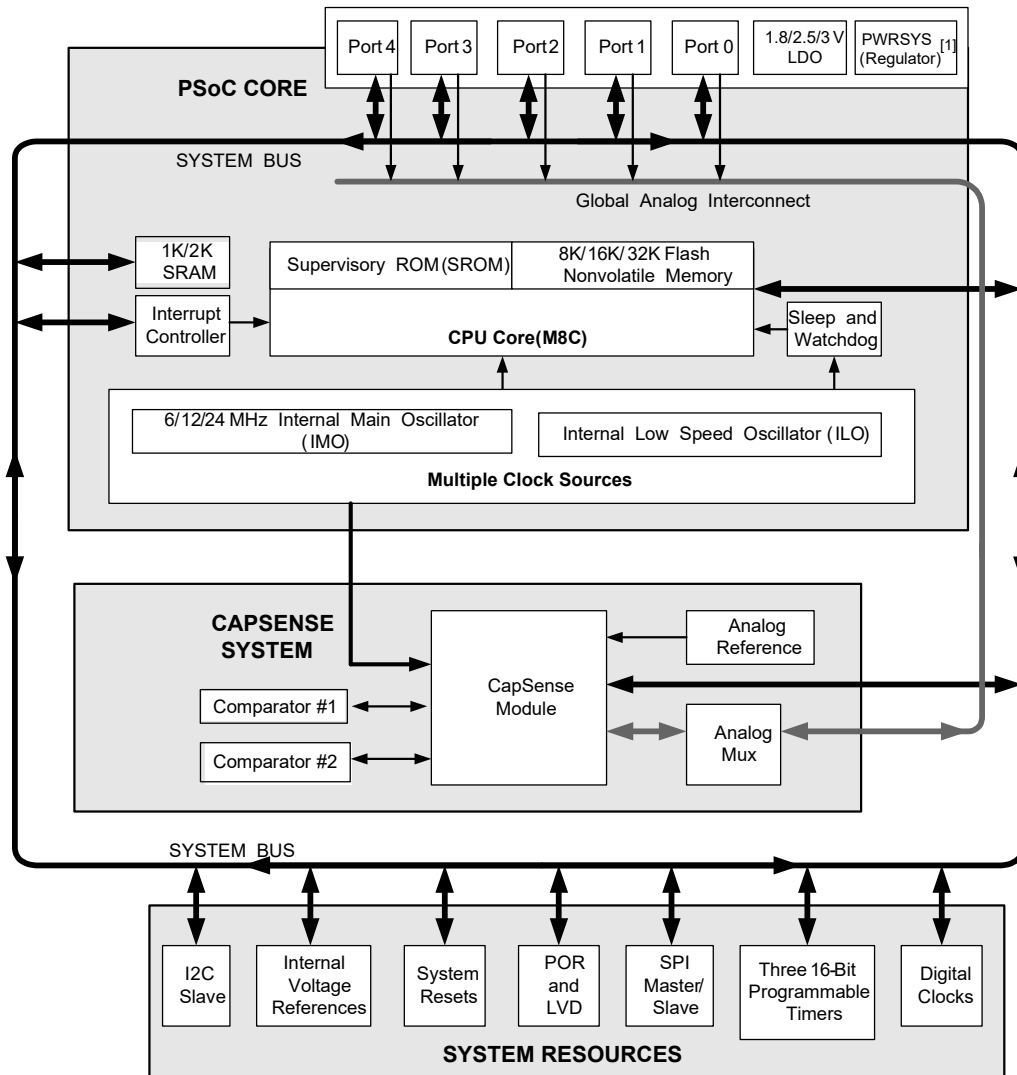 Port 4
Port 3
Port 2
Port 1
Port 0
1.8/2.5/3 V
LDO
PWRSYS
(Regulator)[1]
PSoC CORE
SYSTEM BUS
Global Analog Interconnect
1K/2K
SRAM
Supervisory ROM (SROM)
8K/16K/32K Flash
Nonvolatile Memory
Interrupt
Controller
CPU Core (M8C)
Sleep and
Watchdog
6/12/24 MHz Internal Main Oscillator
(IMO)
Internal Low Speed Oscillator (ILO)
Multiple Clock Sources
CAPSENSE
SYSTEM
CapSense
Module
Analog
Reference
Comparator #1
Comparator #2
Analog
Mux
SYSTEM BUS
I2C
Slave
Internal
Voltage
References
System
Resets
POR
and
LVD
SPI
Master/
Slave
Three 16-Bit
Programmable
Timers
Digital
Clocks
SYSTEM RESOURCES